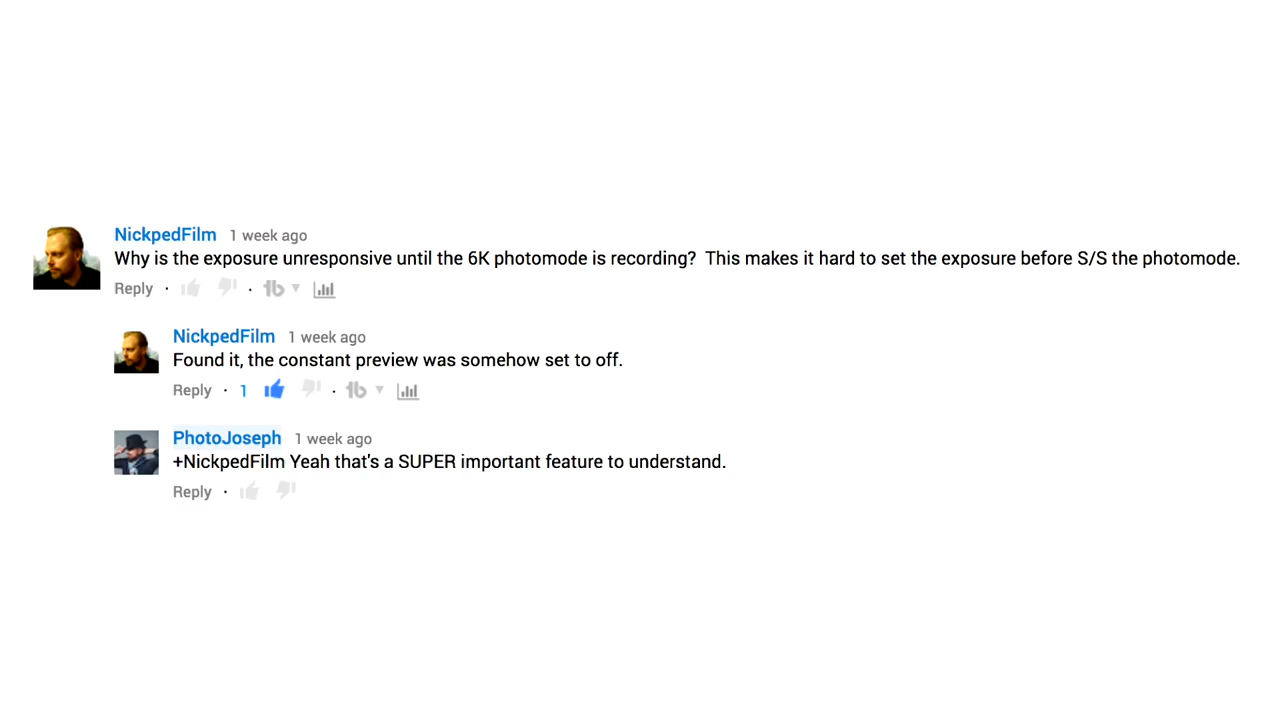 NickpedFilm 1 week ago
Why is the exposure unresponsive until the 6K photomode is recording?  This makes it hard to set the exposure before S/S the photomode.
Reply · · 1b
NickpedFilm 1 week ago
Found it, the constant preview was somehow set to off.
Reply · 1 · 1b
PhotoJoseph 1 week ago
+NickpedFilm Yeah that's a SUPER important feature to understand.
Reply ·